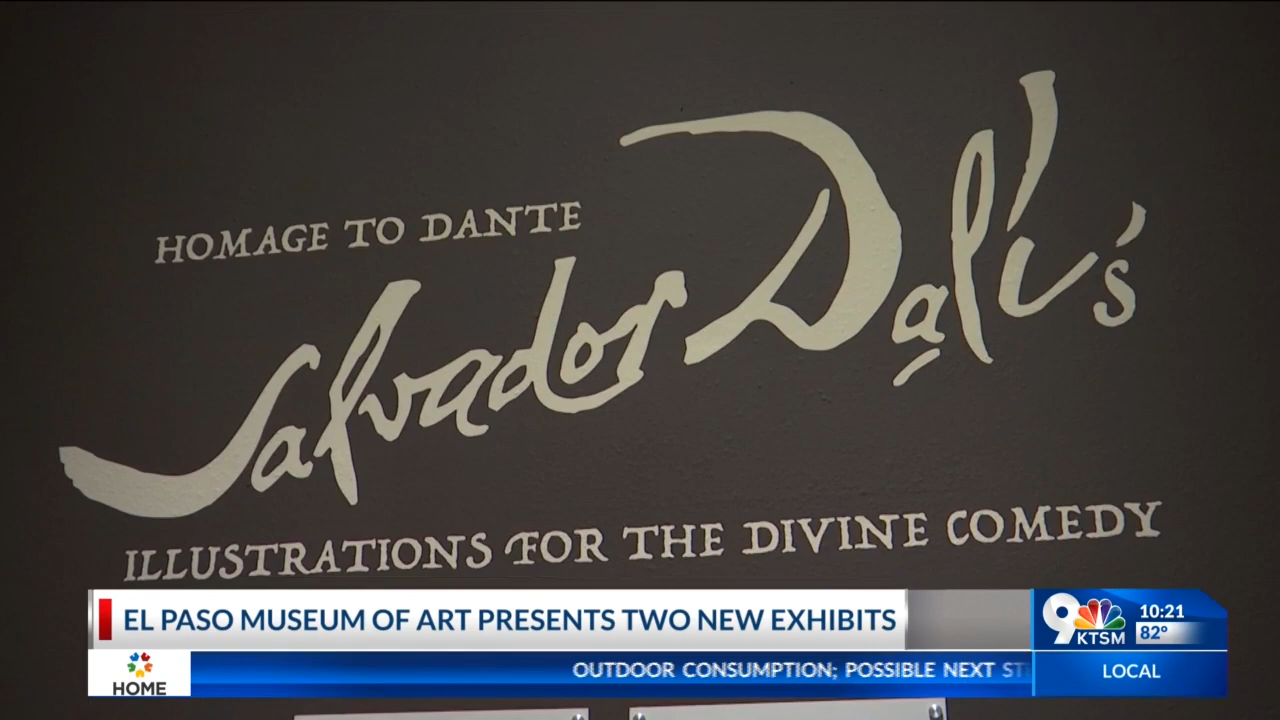 HOMAGE TO DANTE
Salvador Dalí's
ILLUSTRATIONS FOR THE DIVINE COMEDY
EL PASO MUSEUM OF ART PRESENTS TWO NEW EXHIBITS
9 KTSM
10:21
82°
HOME
OUTDOOR CONSUMPTION; POSSIBLE NEXT
LOCAL